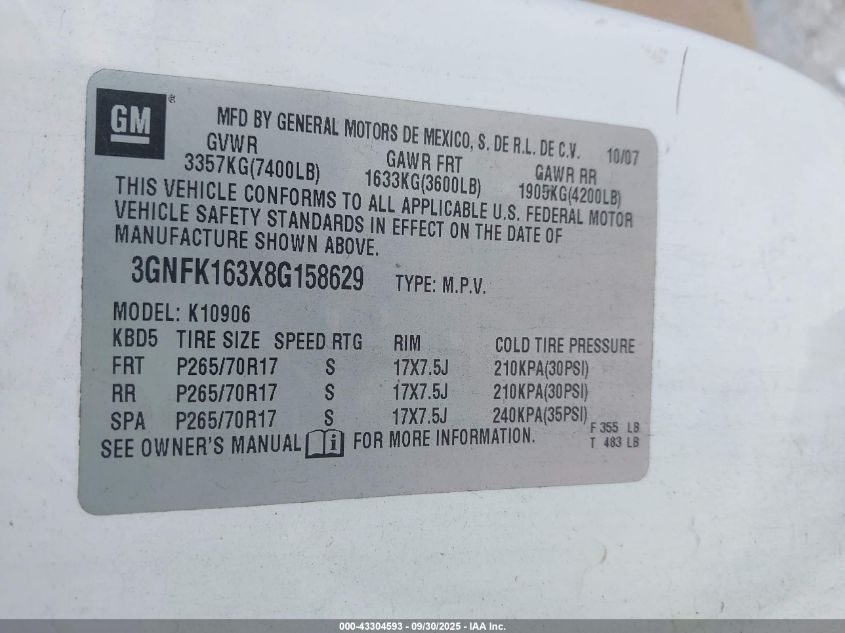 GM®
MFD BY GENERAL MOTORS DE MEXICO, S. DE R.L. DE C.V. 10/07
GVWR GAWR FRT GAWR RR
3357KG(7400LB) 1633KG(3600LB) 1905KG(4200LB)
THIS VEHICLE CONFORMS TO ALL APPLICABLE U.S. FEDERAL MOTOR
VEHICLE SAFETY STANDARDS IN EFFECT ON THE DATE OF
MANUFACTURE SHOWN ABOVE.
3GNFK163X8G158629 TYPE: M.P.V.
MODEL: K10906
KBD5 TIRE SIZE SPEED RTG RIM COLD TIRE PRESSURE
FRT P265/70R17 S 17X7.5J 210KPA(30PSI)
RR P265/70R17 S 17X7.5J 210KPA(30PSI)
SPA P265/70R17 S 17X7.5J 240KPA(35PSI)
F 355 LB
T 483 LB
SEE OWNER'S MANUAL i FOR MORE INFORMATION.
000-43304593 - 09/30/2025 - IAA Inc.